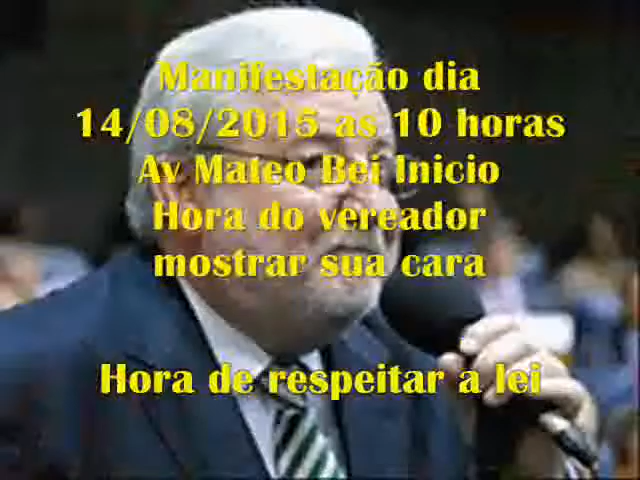 Manifestação dia
14/08/2015 as 10 horas
Av Mateo Bei Inicio
Hora do vereador
mostrar sua cara
Hora de respeitar a lei